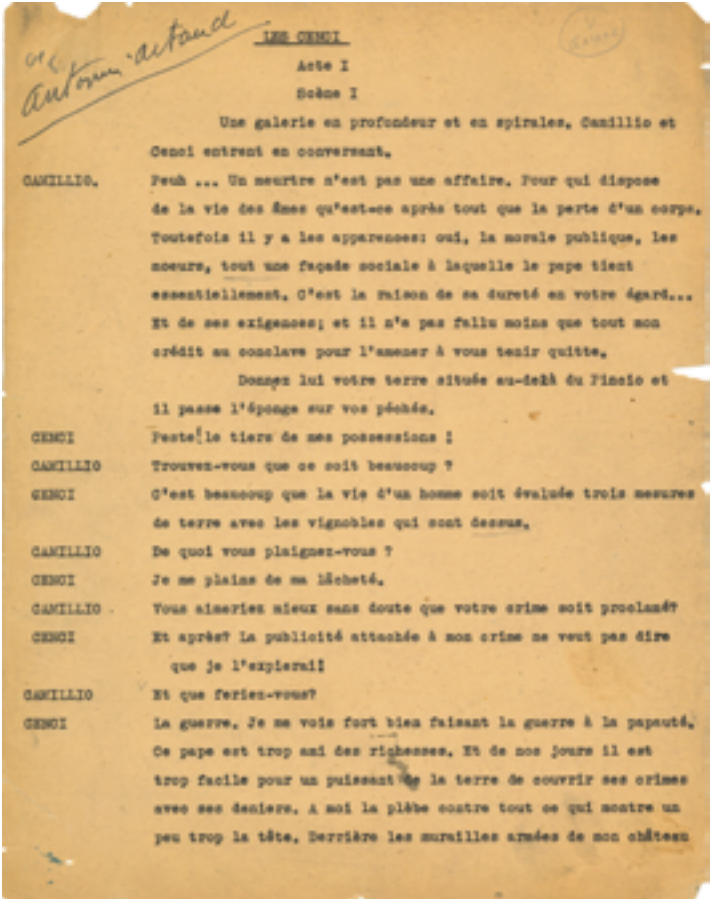 LES CENCI
Antonin Artaud
Acte I
Scène I
Une galerie en profondeur et en spirales. Camillio et
Cenci entrent en conversant.
CAMILLIO. Peuh ... Un meurtre n'est pas une affaire. Pour qui dispose
de la vie des âmes qu'est-ce après tout que la perte d'un corps.
Toutefois il y a les apparences: oui, la morale publique, les
moeurs, tout une façade sociale à laquelle le pape tient
essentiellement. C'est la raison de sa dureté en votre égard...
Et de ses exigences; et il n'a pas fallu moins que tout mon
crédit au conclave pour l'amener à vous tenir quitte.
Donnez lui votre terre située au-delà du Pincio et
il passe l'éponge sur vos péchés.
CENCI Peste! le tiers de mes possessions !
CAMILLIO Trouvez-vous que ce soit beaucoup ?
CENCI C'est beaucoup que la vie d'un homme soit évaluée trois mesures
de terre avec les vignobles qui sont dessus.
CAMILLIO De quoi vous plaignez-vous ?
CENCI Je me plains de ma lâcheté.
CAMILLIO Vous aimeriez mieux sans doute que votre crime soit proclamé?
CENCI Et après? La publicité attachée à mon crime ne veut pas dire
que je l'expierai!
CAMILLIO Et que feriez-vous?
CENCI La guerre. Je me vois fort bien faisant la guerre à la papauté.
Ce pape est trop ami des richesses. Et de nos jours il est
trop facile pour un puissant de la terre de couvrir ses crimes
avec ses deniers. A moi la plèbe contre tout ce qui montre un
peu trop la tête. Derrière les murailles armées de mon château